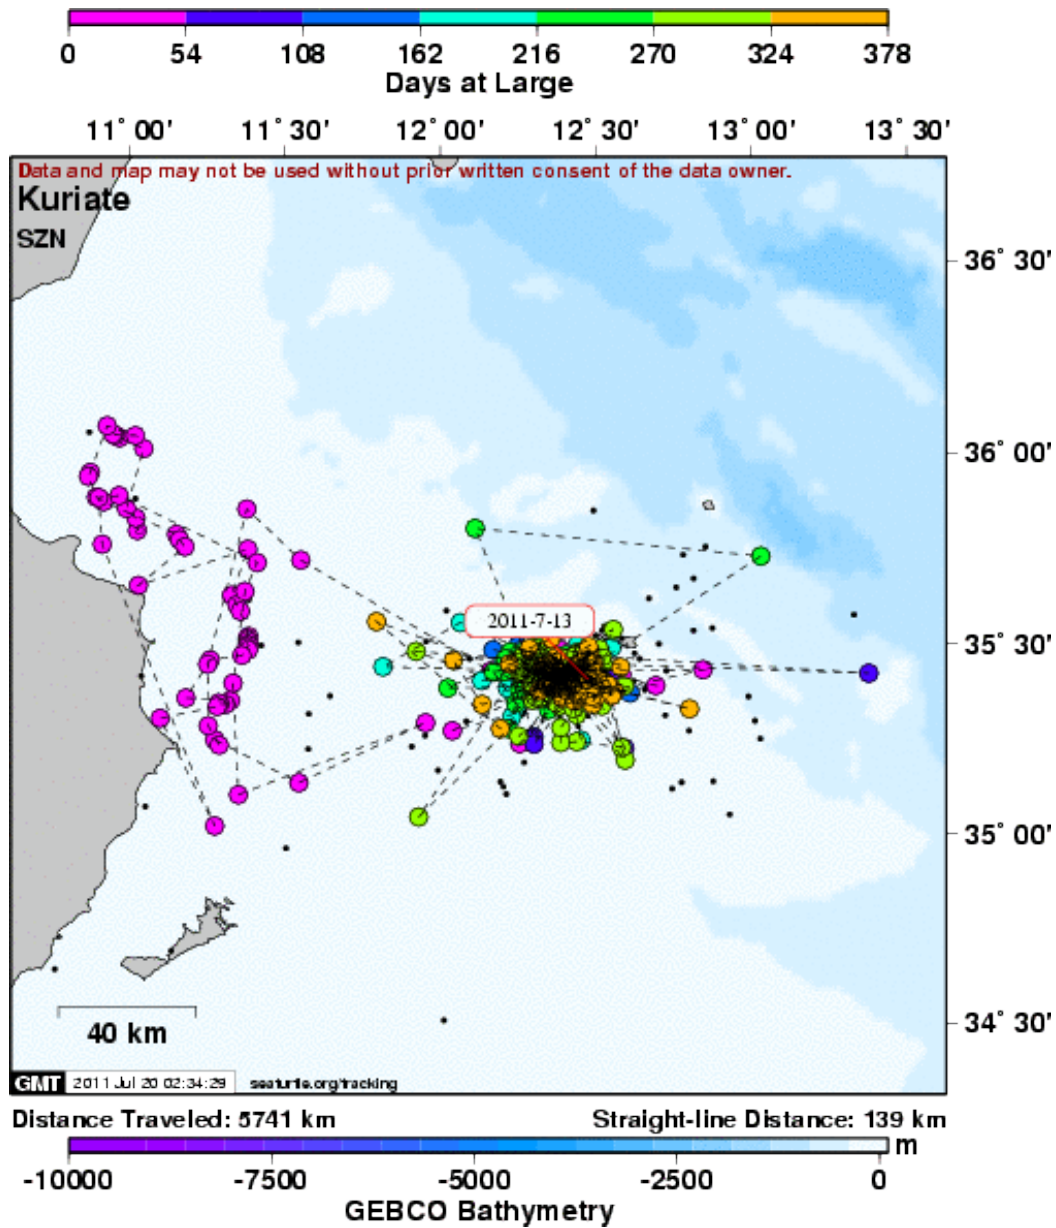 0 54 108 162 216 270 324 378
Days at Large
11° 00' 11° 30' 12° 00' 12° 30' 13° 00' 13° 30'
Data and map may not be used without prior written consent of the data owner.
Kuriate
SZN
36° 30'
36° 00'
2011-7-13
35° 30'
35° 00'
34° 30'
40 km
GMT 2011 Jul 20 02:34:29 seaturtle.org/tracking
Distance Traveled: 5741 km Straight-line Distance: 139 km
m
-10000 -7500 -5000 -2500 0
GEBCO Bathymetry